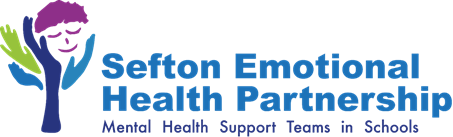 Sefton Emotional
Health Partnership
Mental Health Support Teams in Schools